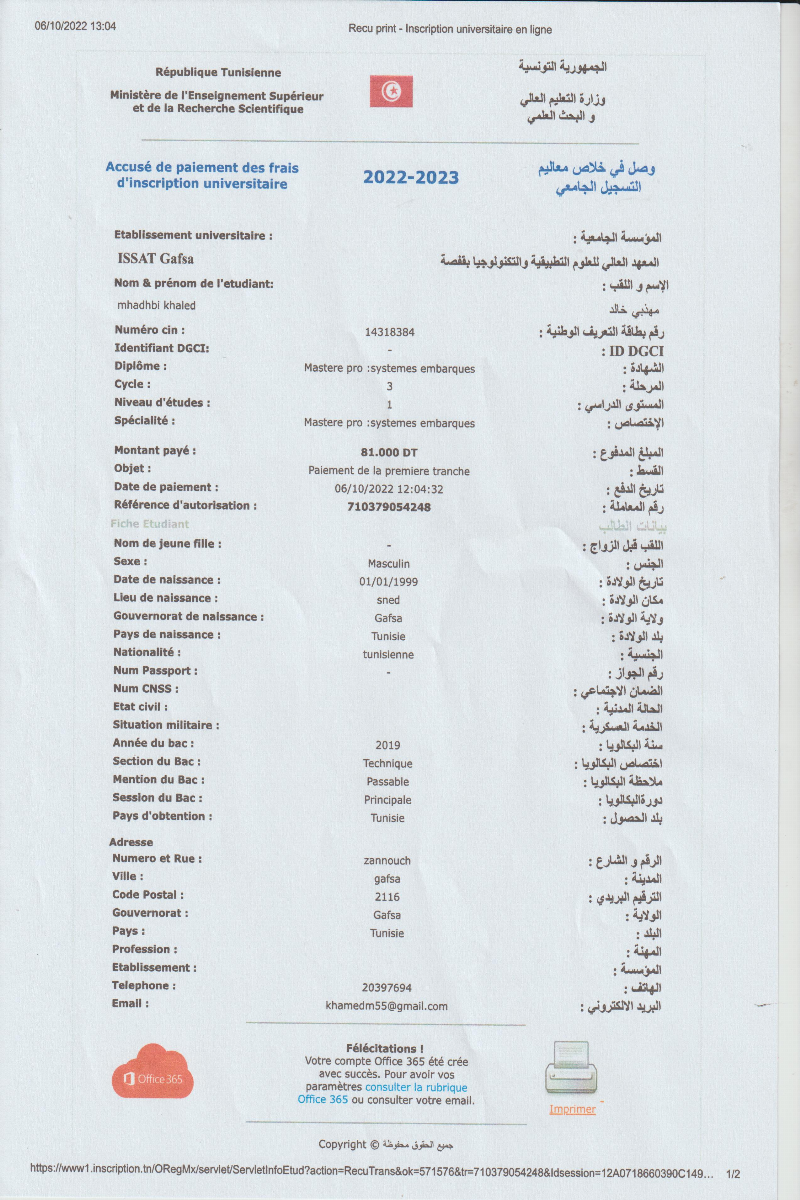 06/10/2022 13:04
Recu print - Inscription universitaire en ligne
République Tunisienne
الجمهورية التونسية
Ministère de l'Enseignement Supérieur
et de la Recherche Scientifique
وزارة التعليم العالي
و البحث العلمي
Accusé de paiement des frais
d'inscription universitaire
2022-2023
وصل في خلاص معاليم
التسجيل الجامعي
Etablissement universitaire :
المؤسسة الجامعية :
ISSAT Gafsa
المعهد العالي للعلوم التطبيقية والتكنولوجيا بقفصة
Nom & prénom de l'etudiant:
الإسم و اللقب :
mhadhbi khaled
مهذبي خالد
Numéro cin : 14318384 رقم بطاقة التعريف الوطنية :
Identifiant DGCI: - ID DGCI :
Diplôme : Mastere pro :systemes embarques الشهادة :
Cycle : 3 المرحلة :
Niveau d'études : 1 المستوى الدراسي :
Spécialité : Mastere pro :systemes embarques الإختصاص :
Montant payé : 81.000 DT المبلغ المدفوع :
Objet : Paiement de la premiere tranche القسط :
Date de paiement : 06/10/2022 12:04:32 تاريخ الدفع :
Référence d'autorisation : 710379054248 رقم المعاملة :
Fiche Etudiant بيانات الطالب
Nom de jeune fille : - اللقب قبل الزواج :
Sexe : Masculin الجنس :
Date de naissance : 01/01/1999 تاريخ الولادة :
Lieu de naissance : sned مكان الولادة :
Gouvernorat de naissance : Gafsa ولاية الولادة :
Pays de naissance : Tunisie بلد الولادة :
Nationalité : tunisienne الجنسية :
Num Passport : - رقم الجواز :
Num CNSS : الضمان الاجتماعي :
Etat civil : الحالة المدنية :
Situation militaire : الخدمة العسكرية :
Année du bac : 2019 سنة البكالويا :
Section du Bac : Technique اختصاص البكالويا :
Mention du Bac : Passable ملاحظة البكالويا :
Session du Bac : Principale دورةالبكالويا :
Pays d'obtention : Tunisie بلد الحصول :
Adresse
Numero et Rue : zannouch الرقم و الشارع :
Ville : gafsa المدينة :
Code Postal : 2116 الترقيم البريدي :
Gouvernorat : Gafsa الولاية :
Pays : Tunisie البلد :
Profession : المهنة :
Etablissement : المؤسسة :
Telephone : 20397694 الهاتف :
Email : khamedm55@gmail.com البريد الالكتروني :
Office 365
Félécitations !
Votre compte Office 365 été crée
avec succès. Pour avoir vos
paramètres consulter la rubrique
Office 365 ou consulter votre email.
Imprimer
Copyright © جميع الحقوق محفوظة
https://www1.inscription.tn/ORegMx/servlet/ServletInfoEtud?action=RecuTrans&ok=571576&tr=710379054248&Idsession=12A0718660390C149... 1/2